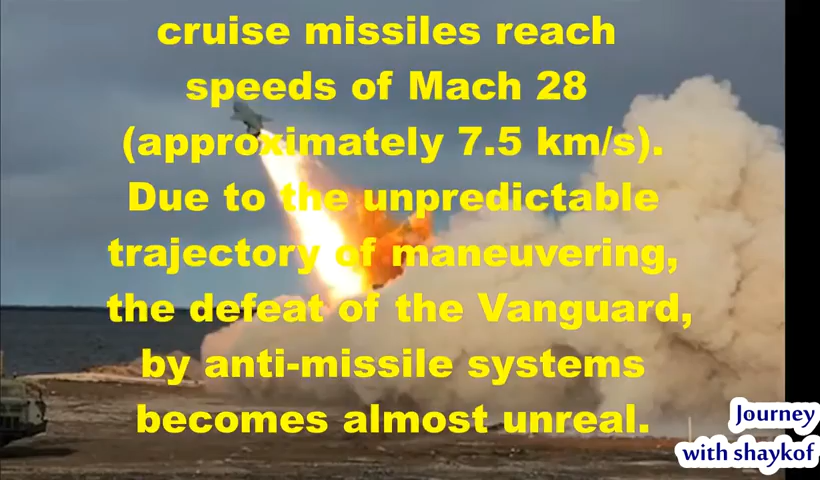 cruise missiles reach
speeds of Mach 28
(approximately 7.5 km/s).
Due to the unpredictable
trajectory of maneuvering,
the defeat of the Vanguard,
by anti-missile systems
becomes almost unreal.
Journey
with shaykof